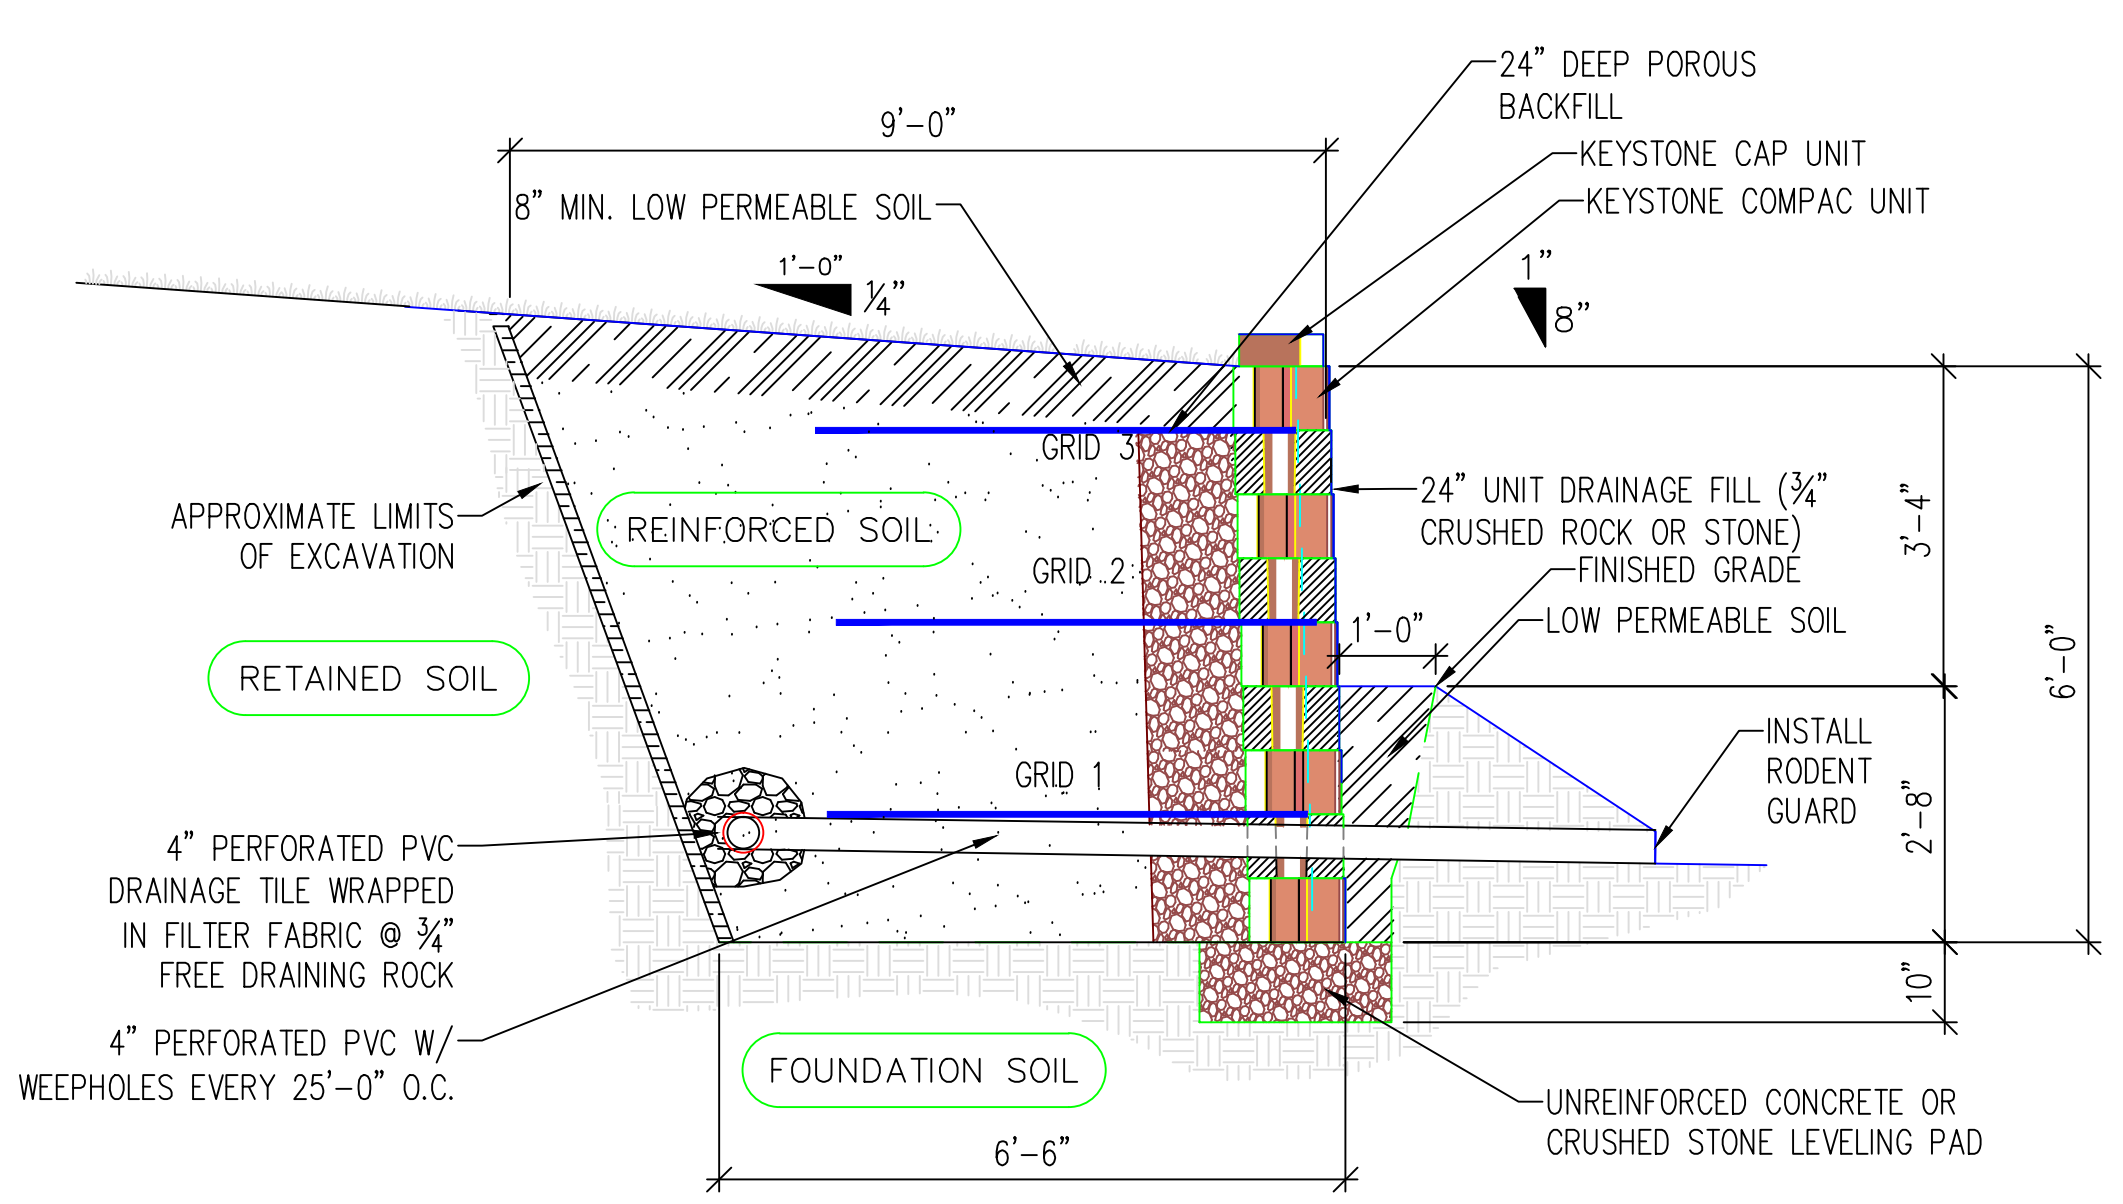 24” DEEP POROUS
BACKFILL
9’-0”
KEYSTONE CAP UNIT
KEYSTONE COMPAC UNIT
8” MIN. LOW PERMEABLE SOIL
1’-0”
¼”
1”
8”
GRID 3
24” UNIT DRAINAGE FILL (¾”
CRUSHED ROCK OR STONE)
3’-4”
APPROXIMATE LIMITS
OF EXCAVATION
REINFORCED SOIL
GRID 2
FINISHED GRADE
LOW PERMEABLE SOIL
1’-0”
6’-0”
RETAINED SOIL
INSTALL
RODENT
GUARD
GRID 1
2’-8”
4” PERFORATED PVC
DRAINAGE TILE WRAPPED
IN FILTER FABRIC @ ¾”
FREE DRAINING ROCK
10”
4” PERFORATED PVC W/
WEEPHOLES EVERY 25’-0” O.C.
FOUNDATION SOIL
UNREINFORCED CONCRETE OR
CRUSHED STONE LEVELING PAD
6’-6”